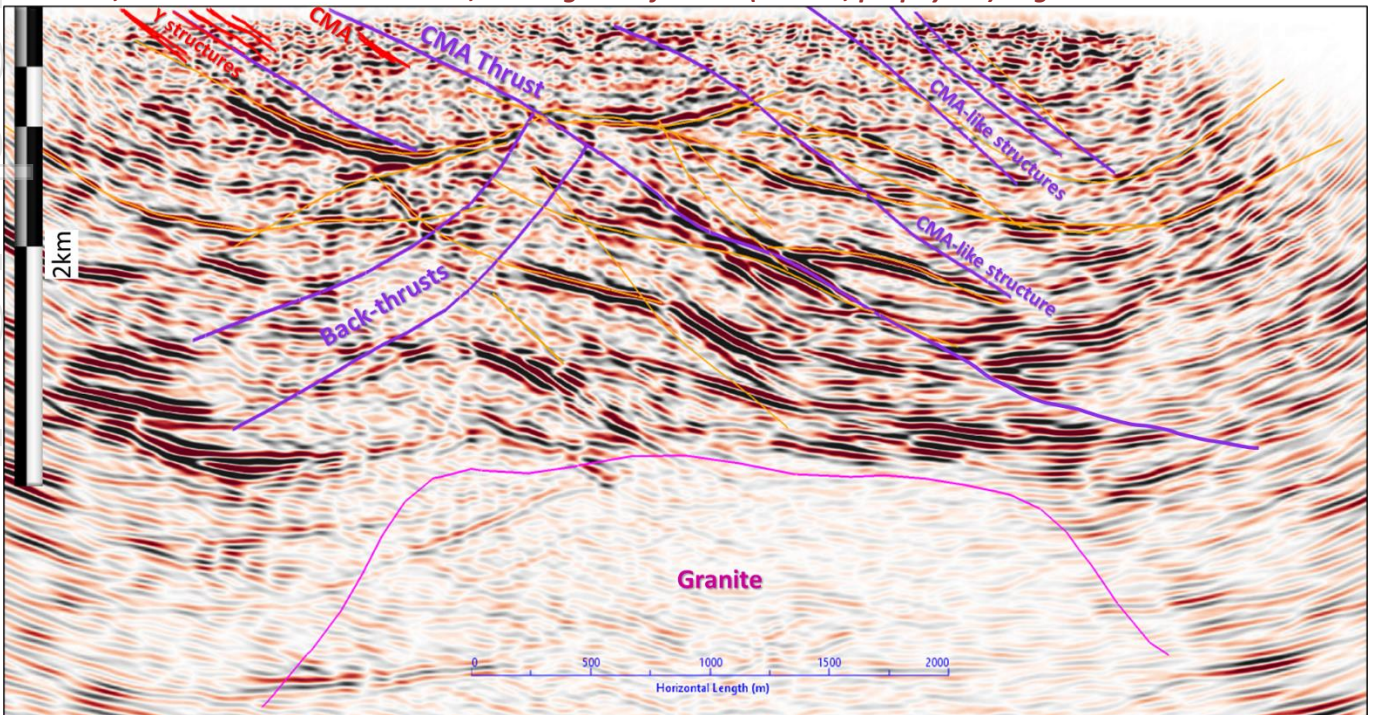 Y structures
CMA
CMA Thrust
CMA-like structures
CMA-like structure
2km
Back-thrusts
Granite
0 500 1000 1500 2000
Horizontal Length (m)